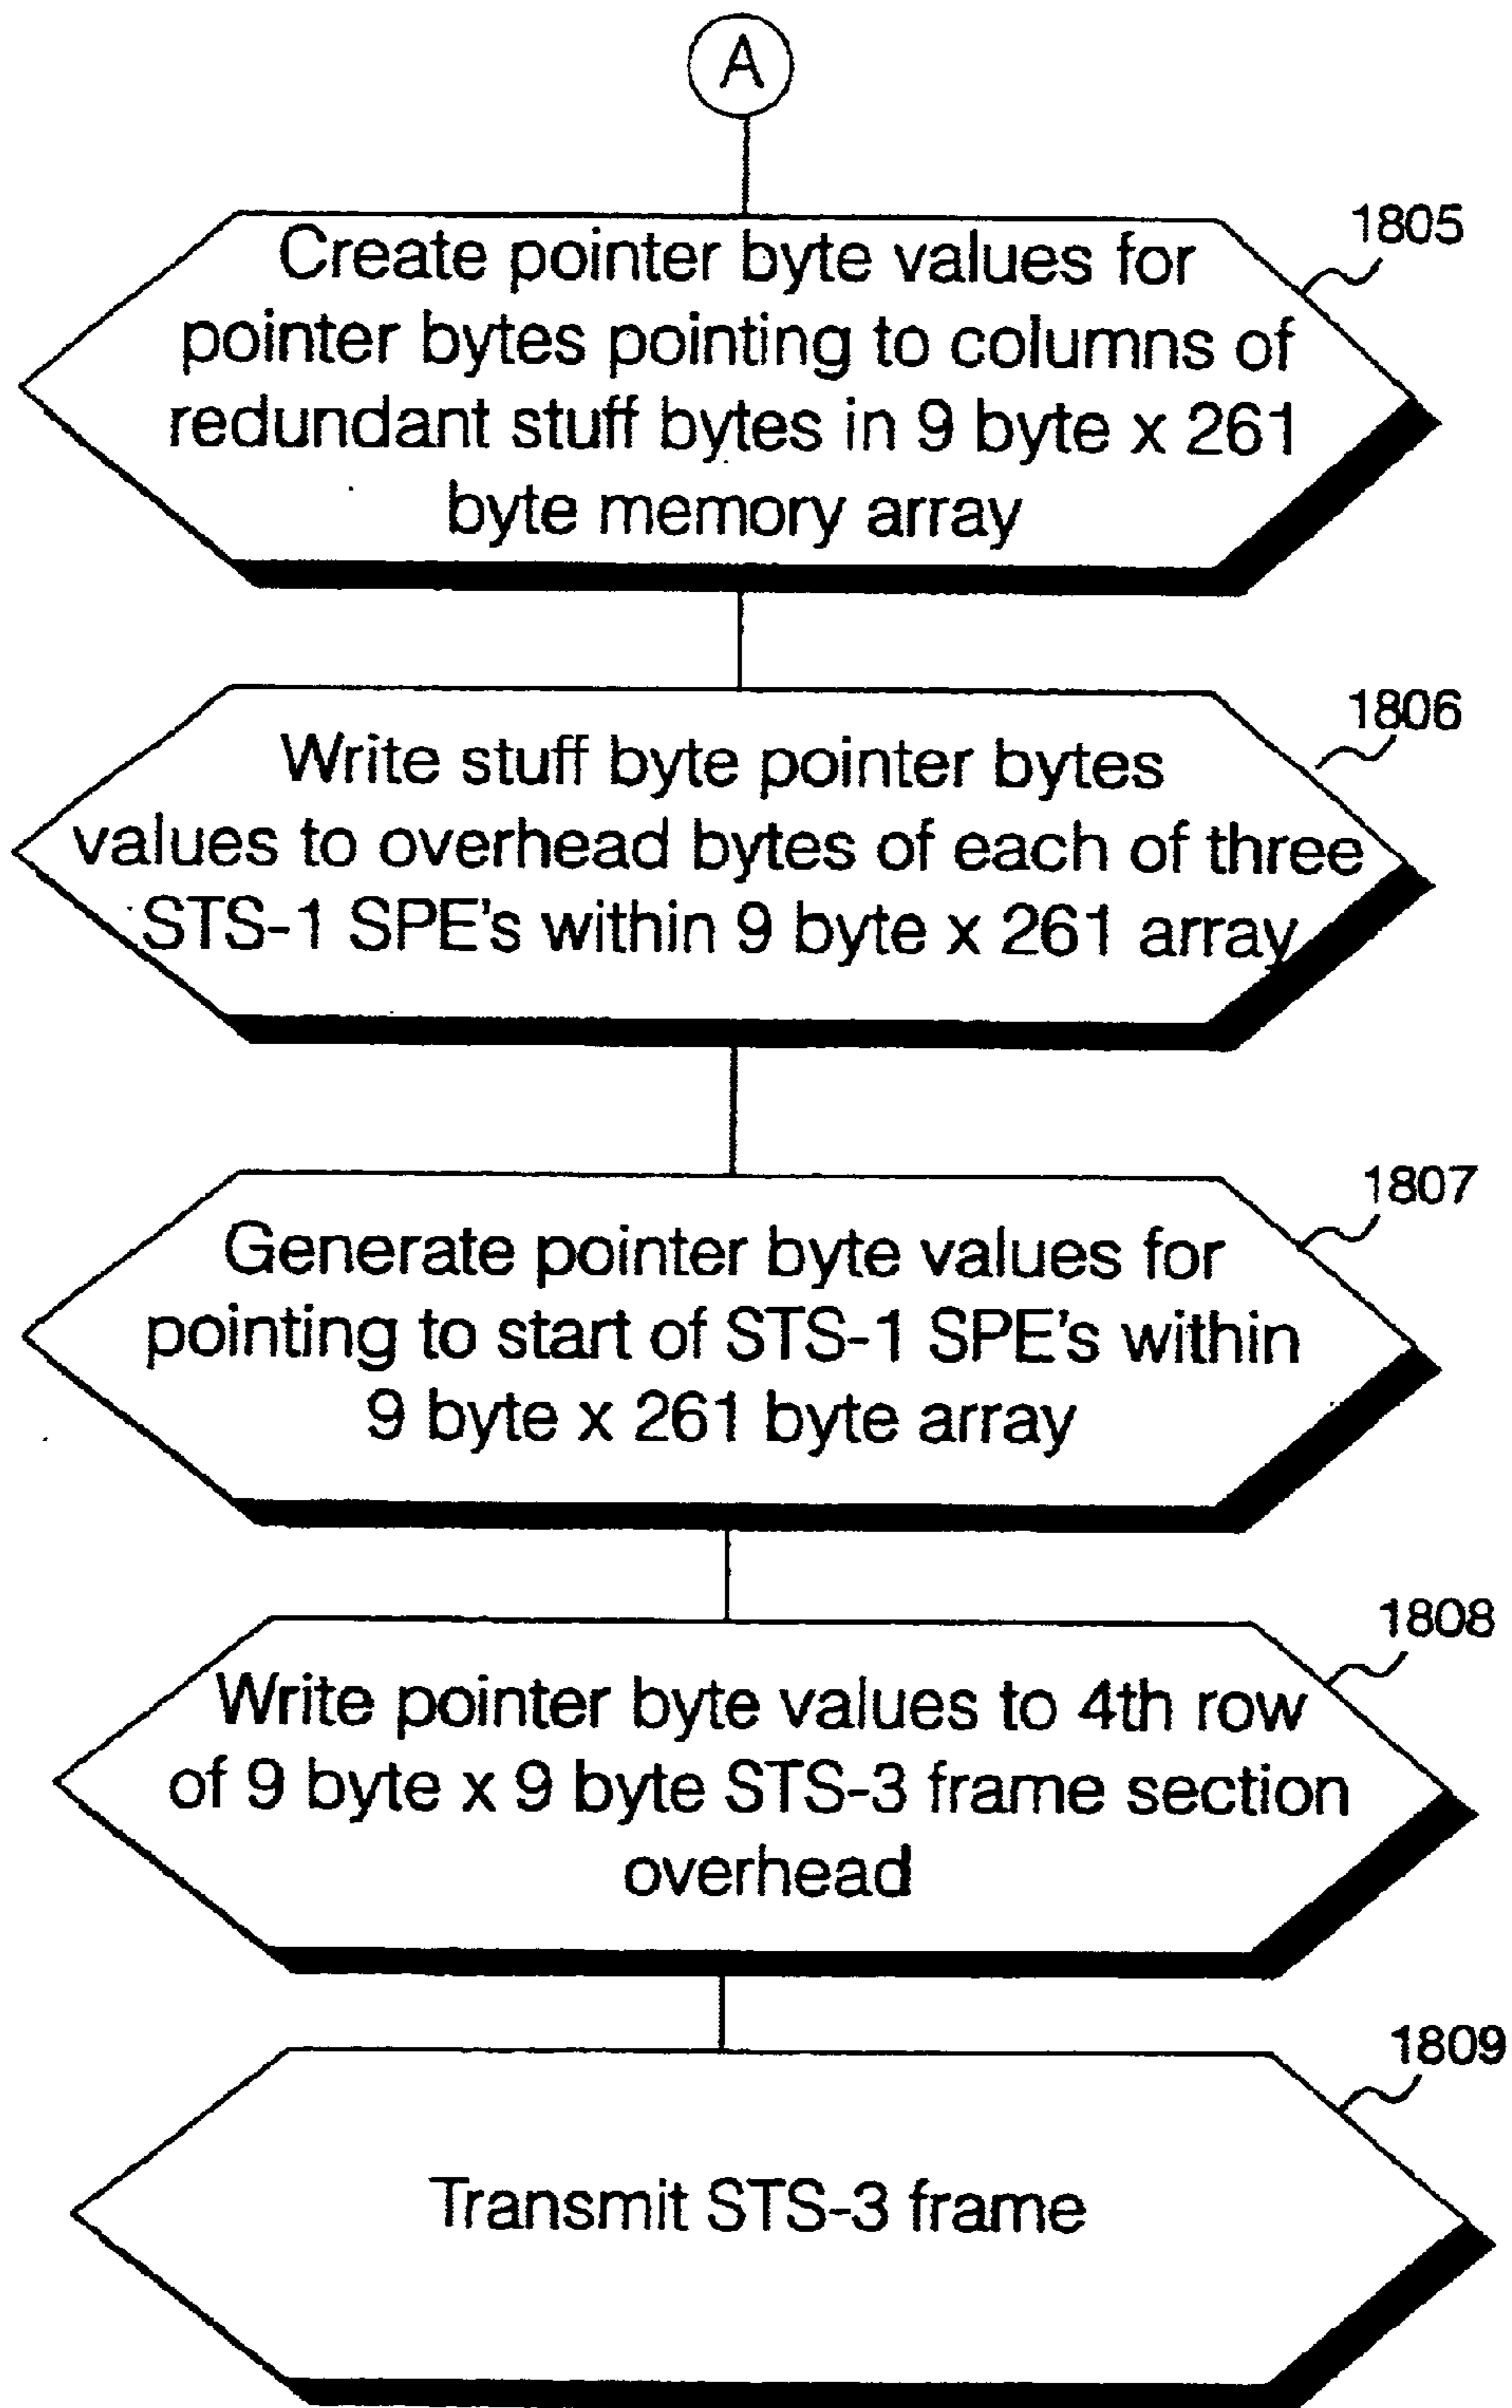 A
1805
Create pointer byte values for
pointer bytes pointing to columns of
redundant stuff bytes in 9 byte x 261
byte memory array
1806
Write stuff byte pointer bytes
values to overhead bytes of each of three
STS-1 SPE's within 9 byte x 261 array
1807
Generate pointer byte values for
pointing to start of STS-1 SPE's within
9 byte x 261 byte array
1808
Write pointer byte values to 4th row
of 9 byte x 9 byte STS-3 frame section
overhead
1809
Transmit STS-3 frame